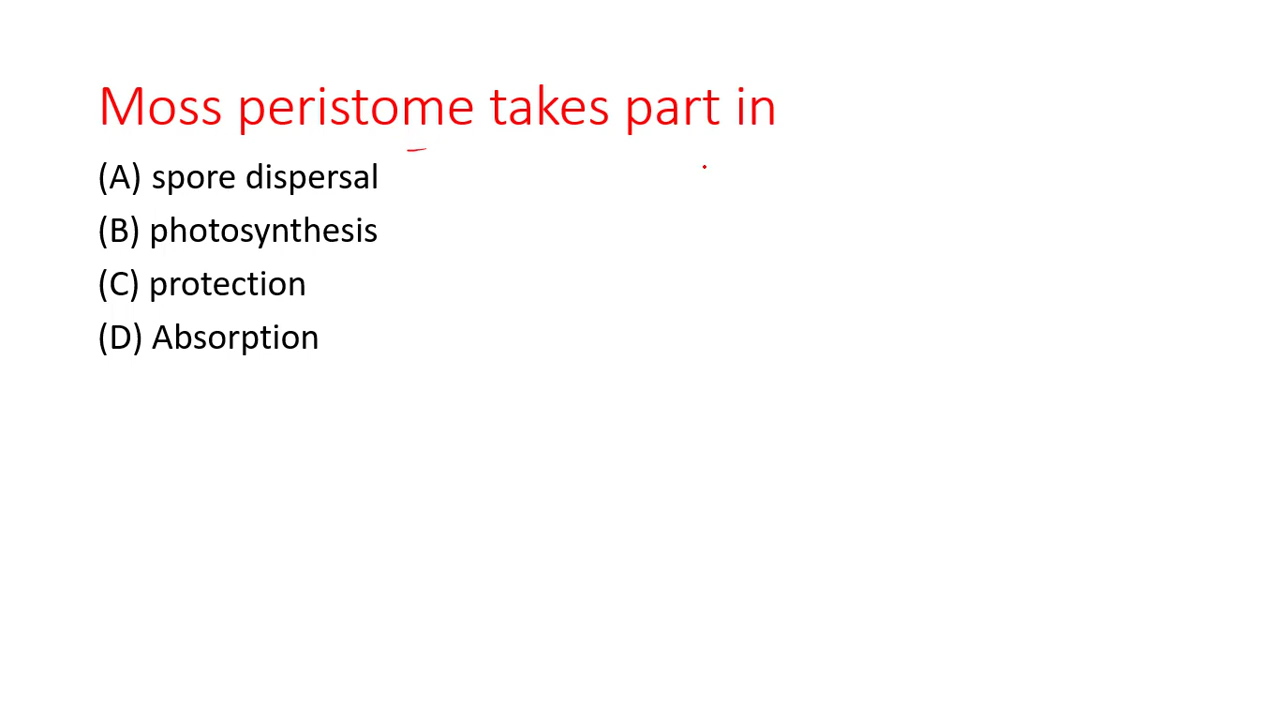 Moss peristome takes part in
(A) spore dispersal
(B) photosynthesis
(C) protection
(D) Absorption